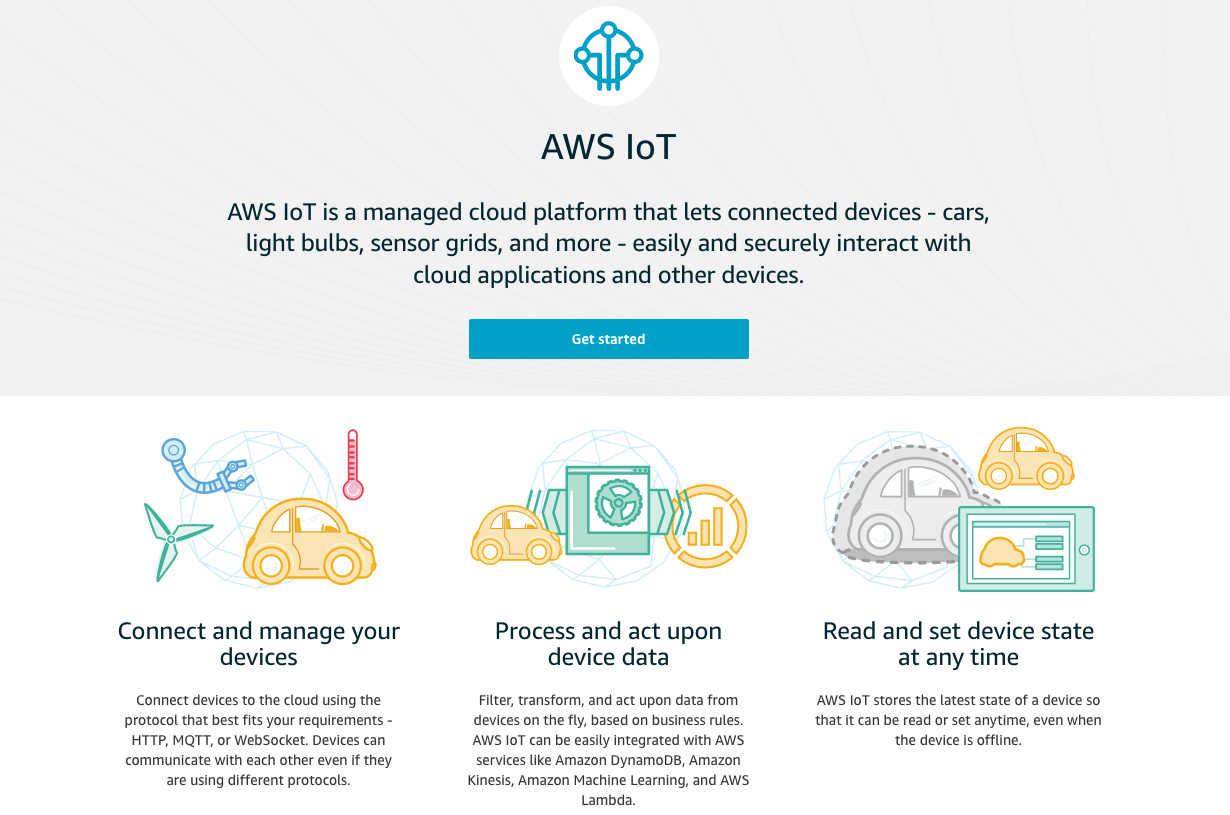 AWS IoT
AWS IoT is a managed cloud platform that lets connected devices - cars,
light bulbs, sensor grids, and more - easily and securely interact with
cloud applications and other devices.
Get started
Connect and manage your
devices
Connect devices to the cloud using the
protocol that best fits your requirements -
HTTP, MQTT, or WebSocket. Devices can
communicate with each other even if they
are using different protocols.
Process and act upon
device data
Filter, transform, and act upon data from
devices on the fly, based on business rules.
AWS IoT can be easily integrated with AWS
services like Amazon DynamoDB, Amazon
Kinesis, Amazon Machine Learning, and AWS
Lambda.
Read and set device state
at any time
AWS IoT stores the latest state of a device so
that it can be read or set anytime, even when
the device is offline.